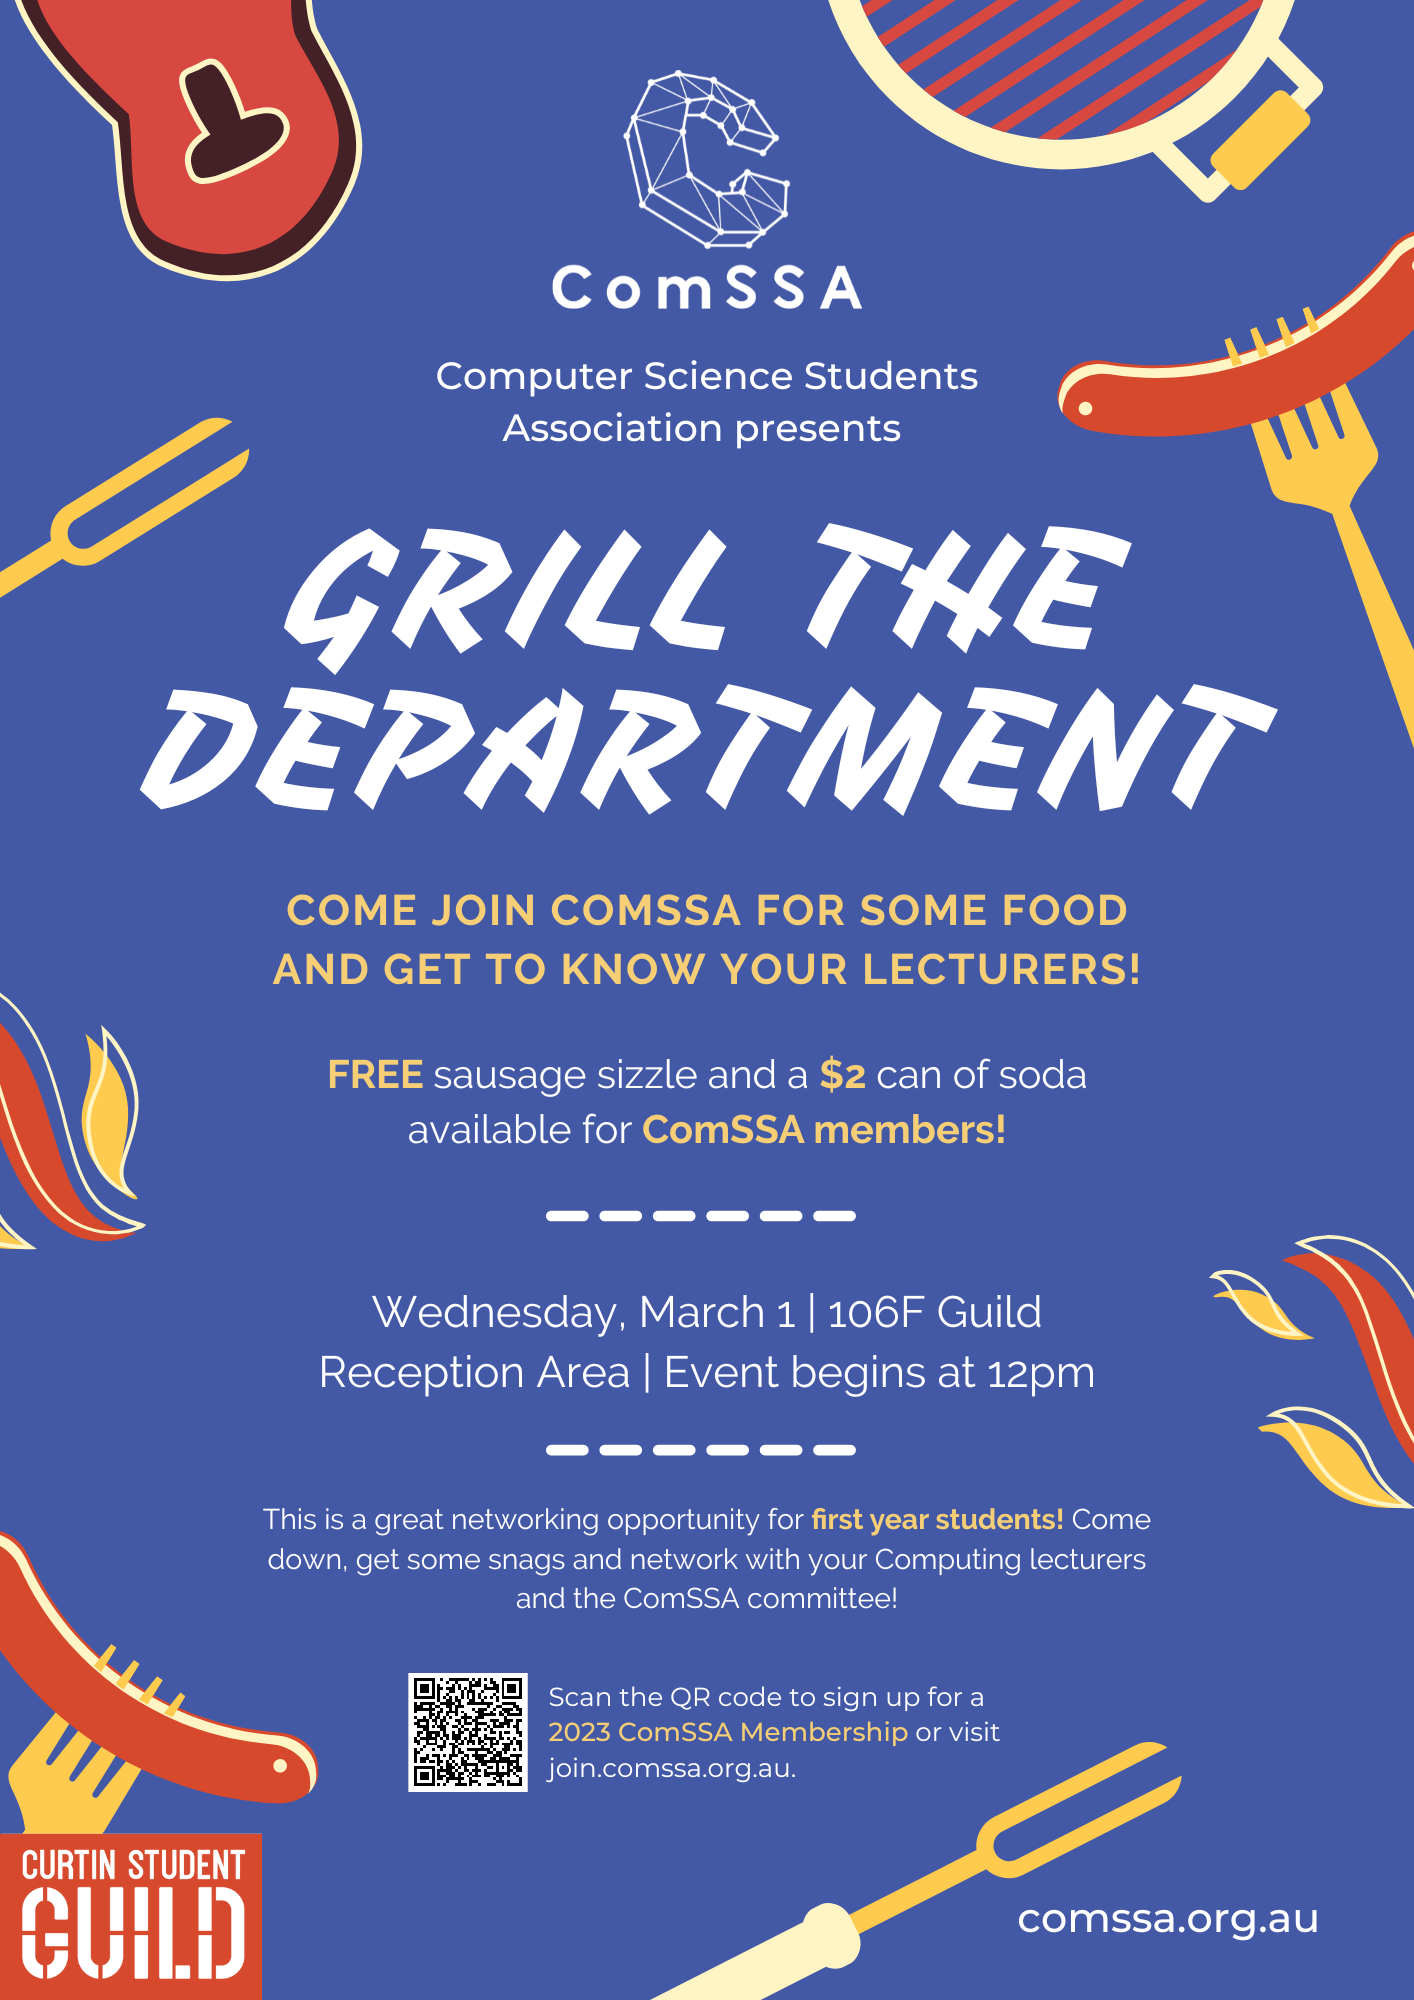 ComSSA
Computer Science Students
Association presents
GRILL THE
DEPARTMENT
COME JOIN COMSSA FOR SOME FOOD
AND GET TO KNOW YOUR LECTURERS!
FREE sausage sizzle and a $2 can of soda
available for ComSSA members!
Wednesday, March 1 | 106F Guild
Reception Area | Event begins at 12pm
This is a great networking opportunity for first year students! Come
down, get some snags and network with your Computing lecturers
and the ComSSA committee!
Scan the QR code to sign up for a
2023 ComSSA Membership or visit
join.comssa.org.au.
CURTIN STUDENT
GUILD
comssa.org.au